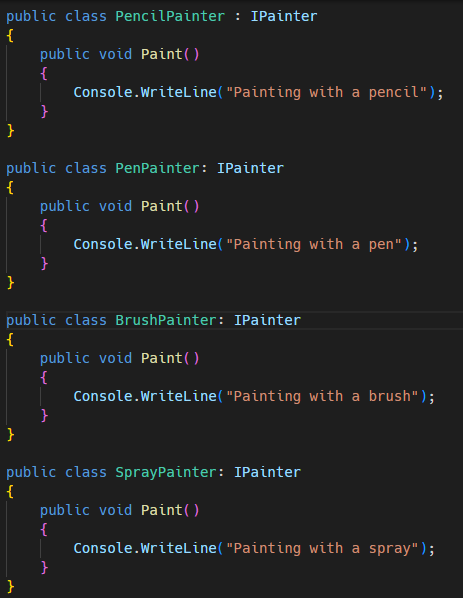 public class PencilPainter : IPainter
{
    public void Paint()
    {
        Console.WriteLine("Painting with a pencil");
    }
}

public class PenPainter: IPainter
{
    public void Paint()
    {
        Console.WriteLine("Painting with a pen");
    }
}

public class BrushPainter: IPainter
{
    public void Paint()
    {
        Console.WriteLine("Painting with a brush");
    }
}

public class SprayPainter: IPainter
{
    public void Paint()
    {
        Console.WriteLine("Painting with a spray");
    }
}